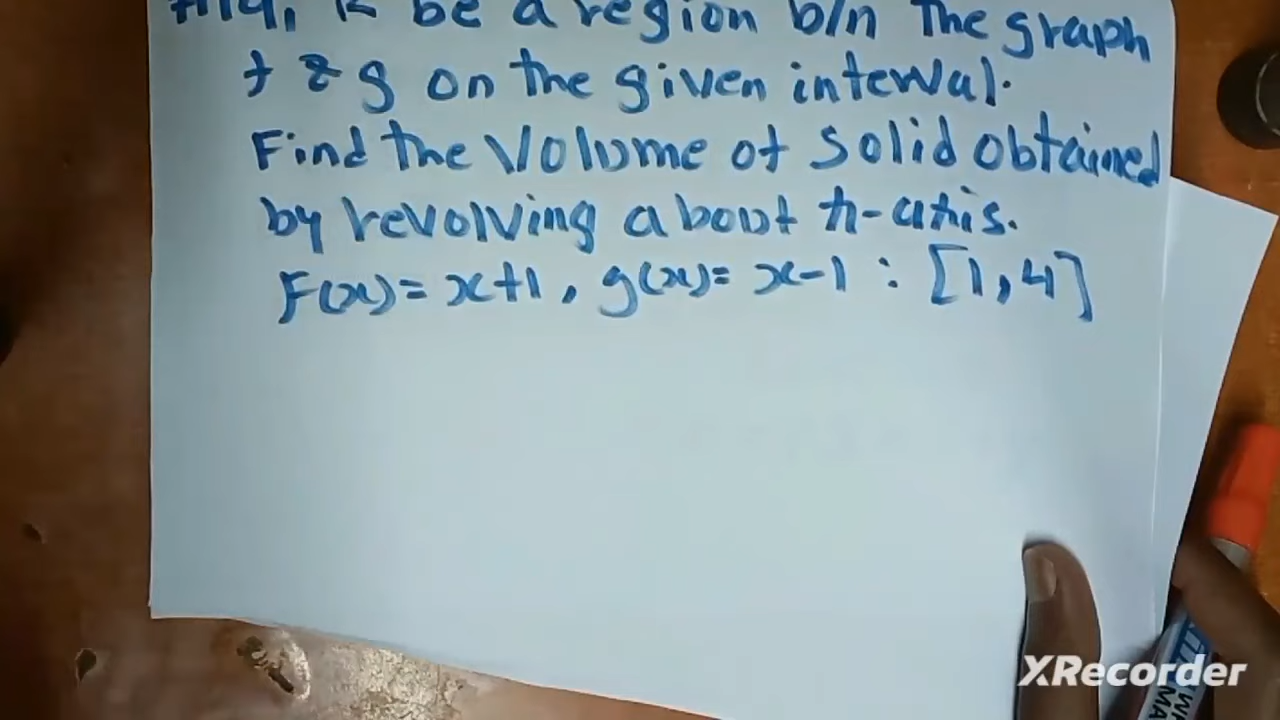 R be a region b/n The graph
f & g on the given interval.
Find the Volume of Solid obtained
by revolving about x-axis.
F(x)= x+1, g(x)= x-1 : [1,4]
XRecorder